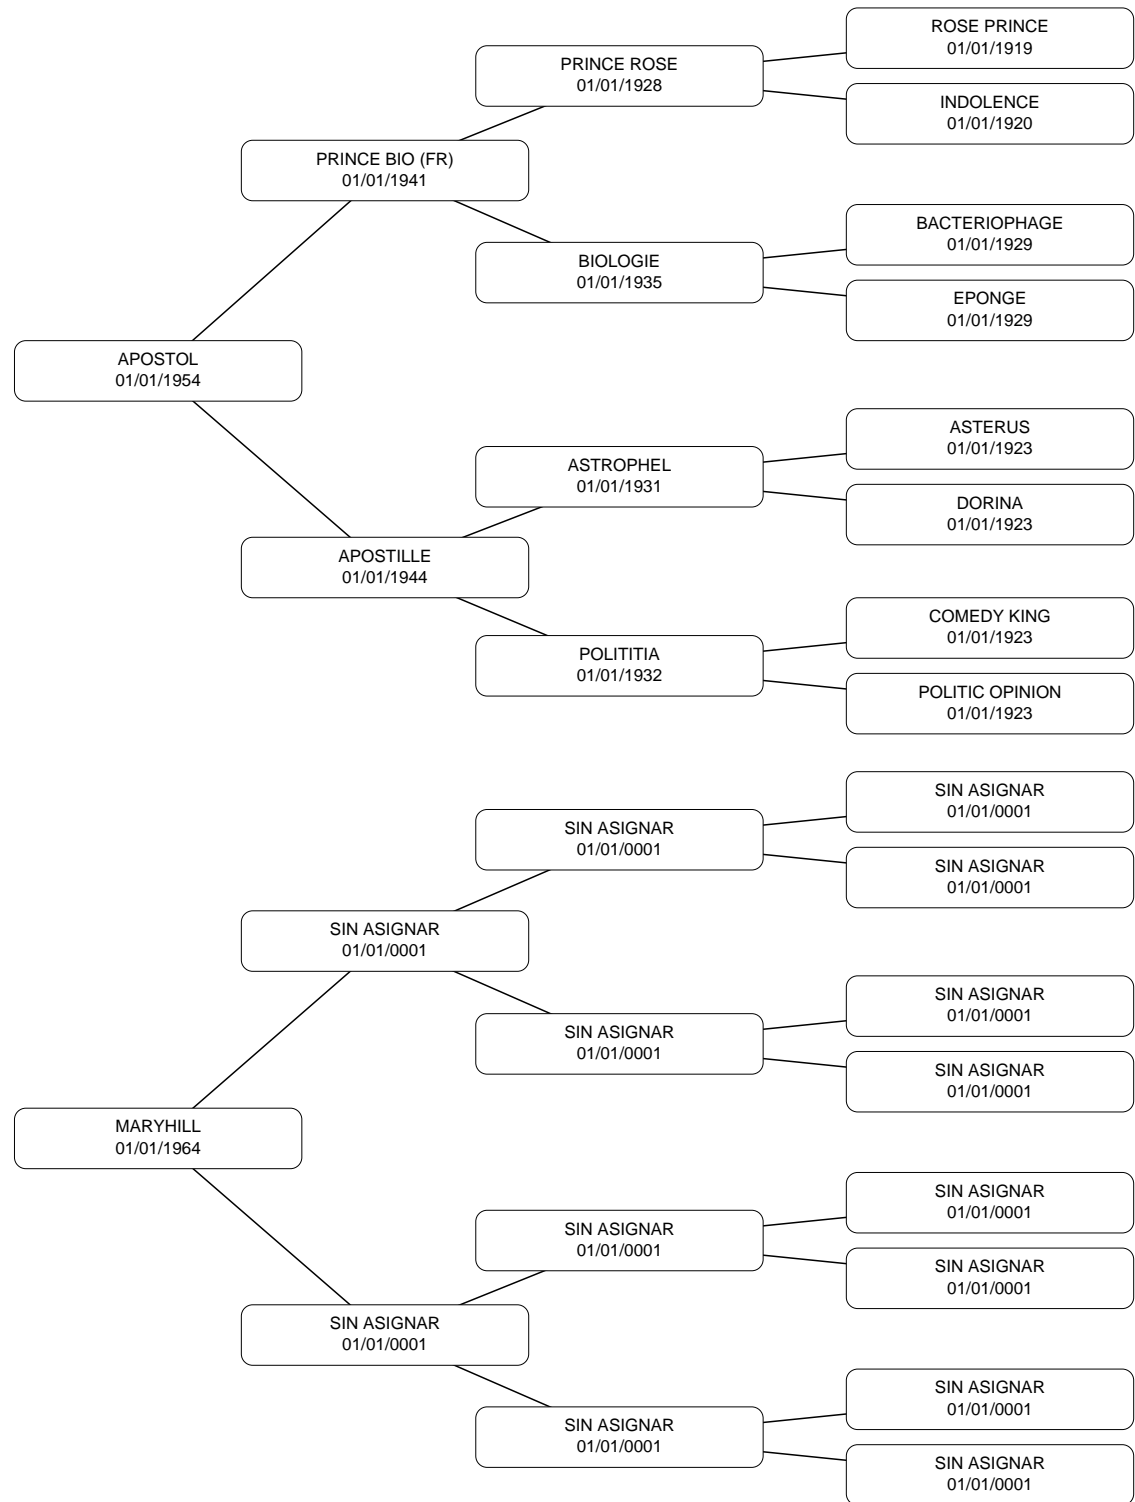 ROSE PRINCE
01/01/1919
PRINCE ROSE
01/01/1928
INDOLENCE
01/01/1920
PRINCE BIO (FR)
01/01/1941
BACTERIOPHAGE
01/01/1929
BIOLOGIE
01/01/1935
EPONGE
01/01/1929
APOSTOL
01/01/1954
ASTERUS
01/01/1923
ASTROPHEL
01/01/1931
DORINA
01/01/1923
APOSTILLE
01/01/1944
COMEDY KING
01/01/1923
POLITITIA
01/01/1932
POLITIC OPINION
01/01/1923
SIN ASIGNAR
01/01/0001
SIN ASIGNAR
01/01/0001
SIN ASIGNAR
01/01/0001
SIN ASIGNAR
01/01/0001
SIN ASIGNAR
01/01/0001
SIN ASIGNAR
01/01/0001
SIN ASIGNAR
01/01/0001
MARYHILL
01/01/1964
SIN ASIGNAR
01/01/0001
SIN ASIGNAR
01/01/0001
SIN ASIGNAR
01/01/0001
SIN ASIGNAR
01/01/0001
SIN ASIGNAR
01/01/0001
SIN ASIGNAR
01/01/0001
SIN ASIGNAR
01/01/0001